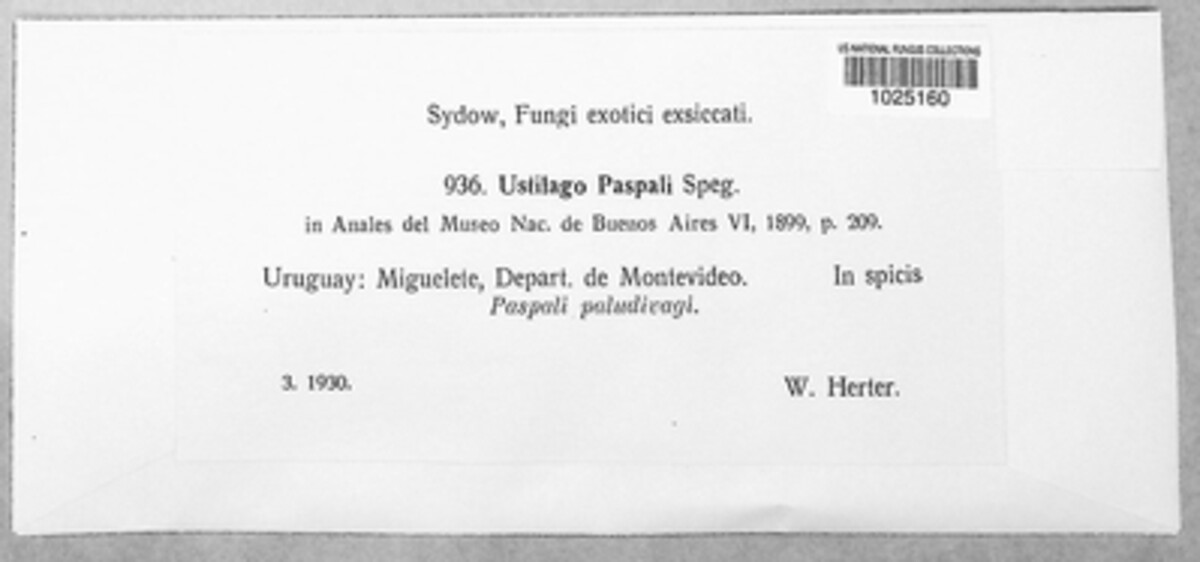 US NATIONAL FUNGUS COLLECTIONS
1025160
Sydow, Fungi exotici exsiccati.
936. Ustilago Paspali Speg.
in Anales del Museo Nac. de Buenos Aires VI, 1899, p. 209.
Uruguay: Miguelete, Depart. de Montevideo. In spicis
Paspali paludivagi.
3. 1930. W. Herter.